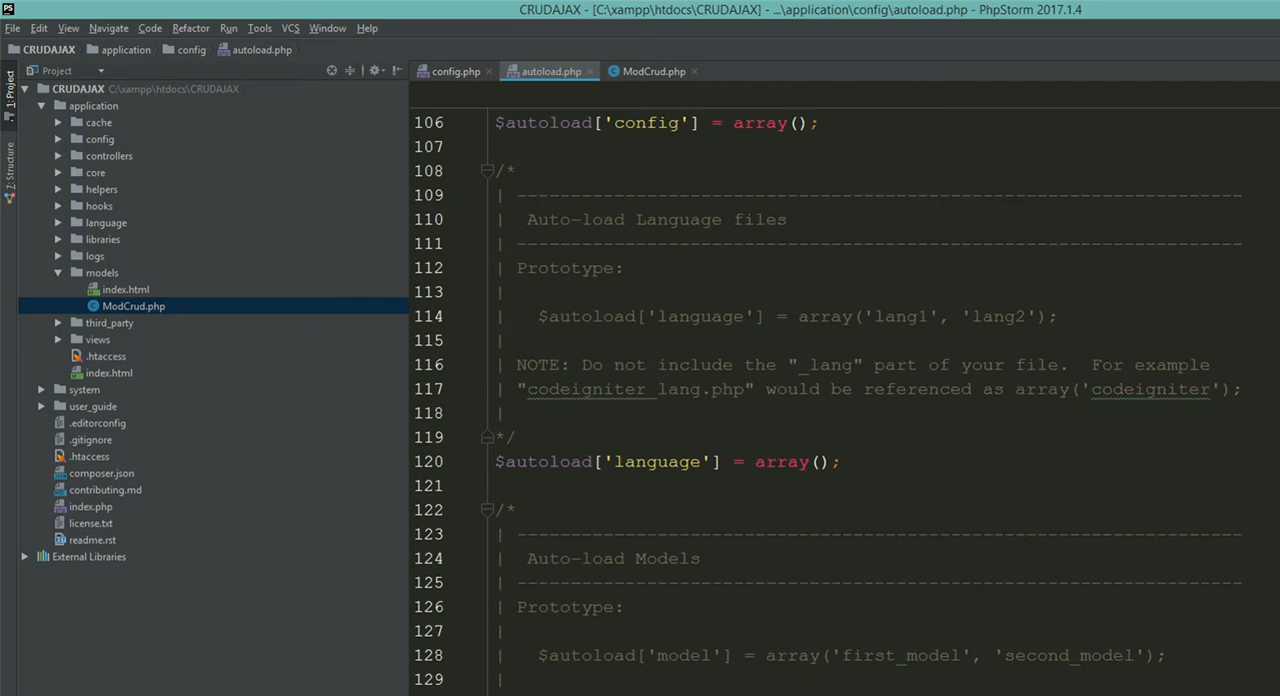 PS CRUDAJAX - [C:\xampp\htdocs\CRUDAJAX] - ...\application\config\autoload.php - PhpStorm 2017.1.4
File Edit View Navigate Code Refactor Run Tools VCS Window Help
CRUDAJAX application config autoload.php
Project
config.php autoload.php ModCrud.php
1: Project
7: Structure
CRUDAJAX C:\xampp\htdocs\CRUDAJAX
application
cache
config
controllers
core
helpers
hooks
language
libraries
logs
models
index.html
ModCrud.php
third_party
views
.htaccess
index.html
system
user_guide
.editorconfig
.gitignore
.htaccess
composer.json
contributing.md
index.php
license.txt
readme.rst
External Libraries
106 $autoload['config'] = array();
107
108 /*
109 | -------------------------------------------------------------------
110 | Auto-load Language files
111 | -------------------------------------------------------------------
112 | Prototype:
113 |
114 | $autoload['language'] = array('lang1', 'lang2');
115 |
116 | NOTE: Do not include the "_lang" part of your file. For example
117 | "codeigniter_lang.php" would be referenced as array('codeigniter');
118 |
119 */
120 $autoload['language'] = array();
121
122 /*
123 | -------------------------------------------------------------------
124 | Auto-load Models
125 | -------------------------------------------------------------------
126 | Prototype:
127 |
128 | $autoload['model'] = array('first_model', 'second_model');
129 |